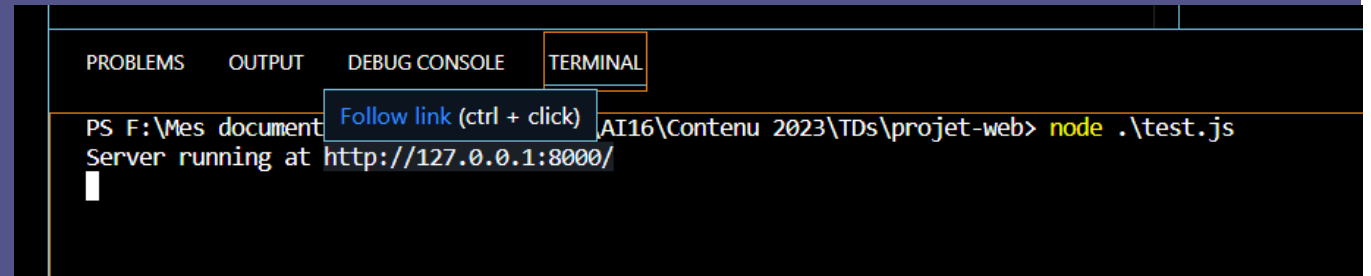 PROBLEMS OUTPUT DEBUG CONSOLE TERMINAL
Follow link (ctrl + click)
PS F:\Mes document \AI16\Contenu 2023\TDs\projet-web> node .\test.js
Server running at http://127.0.0.1:8000/